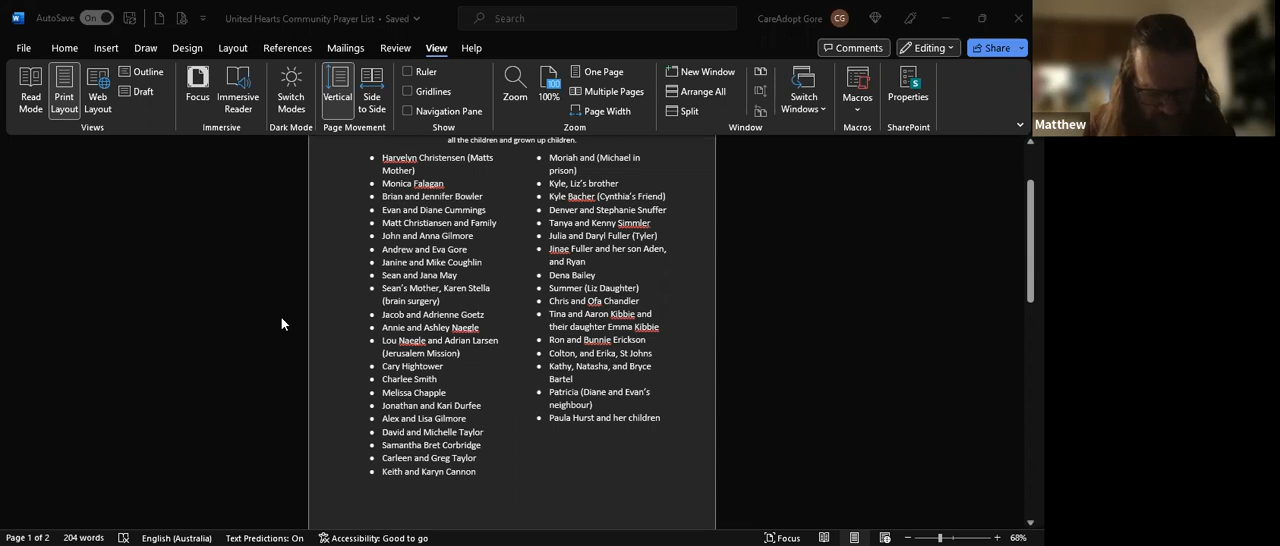 AutoSave On United Hearts Community Prayer List • Saved Search CareAdopt Gore CG
File Home Insert Draw Design Layout References Mailings Review View Help Comments Editing Share
Read Mode
Print Layout
Web Layout
Outline
Draft
Views
Focus
Immersive Reader
Immersive
Switch Modes
Dark Mode
Vertical
Side to Side
Page Movement
Ruler
Gridlines
Navigation Pane
Show
Zoom
100
100%
One Page
Multiple Pages
Page Width
Zoom
New Window
Arrange All
Split
Switch Windows
Window
Macros
Macros
Properties
SharePoint
Matthew
all the children and grown up children.
• Harvelyn Christensen (Matts
Mother)
• Monica Falagan
• Brian and Jennifer Bowler
• Evan and Diane Cummings
• Matt Christiansen and Family
• John and Anna Gilmore
• Andrew and Eva Gore
• Janine and Mike Coughlin
• Sean and Jana May
• Sean's Mother, Karen Stella
(brain surgery)
• Jacob and Adrienne Goetz
• Annie and Ashley Naegle
• Lou Naegle and Adrian Larsen
(Jerusalem Mission)
• Cary Hightower
• Charlee Smith
• Melissa Chapple
• Jonathan and Kari Durfee
• Alex and Lisa Gilmore
• David and Michelle Taylor
• Samantha Bret Corbridge
• Carleen and Greg Taylor
• Keith and Karyn Cannon
• Moriah and (Michael in
prison)
• Kyle, Liz's brother
• Kyle Bacher (Cynthia's Friend)
• Denver and Stephanie Snuffer
• Tanya and Kenny Simmler
• Julia and Daryl Fuller (Tyler)
• Jinae Fuller and her son Aden,
and Ryan
• Dena Bailey
• Summer (Liz Daughter)
• Chris and Ofa Chandler
• Tina and Aaron Kibbie and
their daughter Emma Kibbie
• Ron and Bunnie Erickson
• Colton, and Erika, St Johns
• Kathy, Natasha, and Bryce
Bartel
• Patricia (Diane and Evan's
neighbour)
• Paula Hurst and her children
Page 1 of 2 204 words English (Australia) Text Predictions: On Accessibility: Good to go Focus 68%